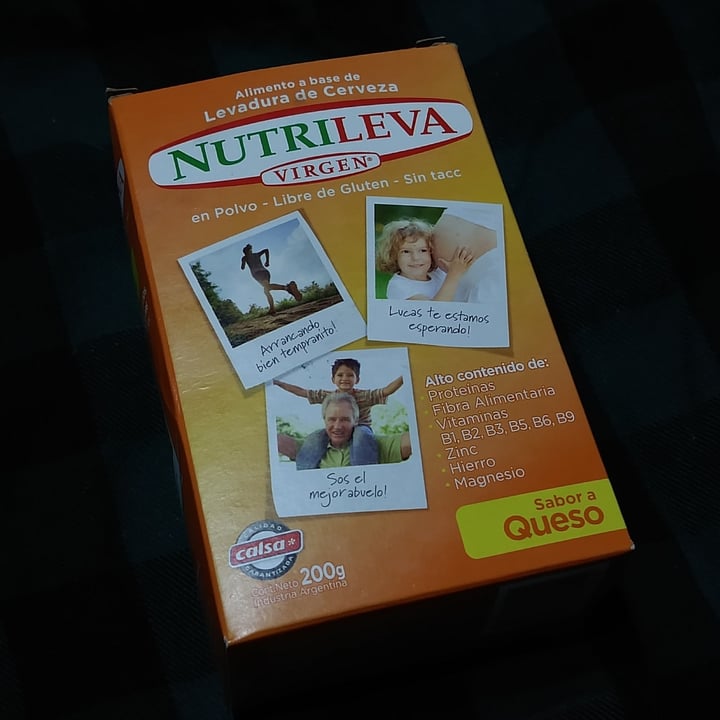 Alimento a base de
Levadura de Cerveza
NUTRILEVA
VIRGEN®
en Polvo - Libre de Gluten - Sin tacc
Arrancando
bien tempranito!
Lucas te estamos
esperando!
Sos el
mejor abuelo!
Alto contenido de:
· Proteínas
· Fibra Alimentaria
· Vitaminas
B1, B2, B3, B5, B6, B9
· Zinc
· Hierro
· Magnesio
Sabor a
Queso
CALIDAD
calsa*
GARANTIZADA
Cont. Neto 200g
Industria Argentina